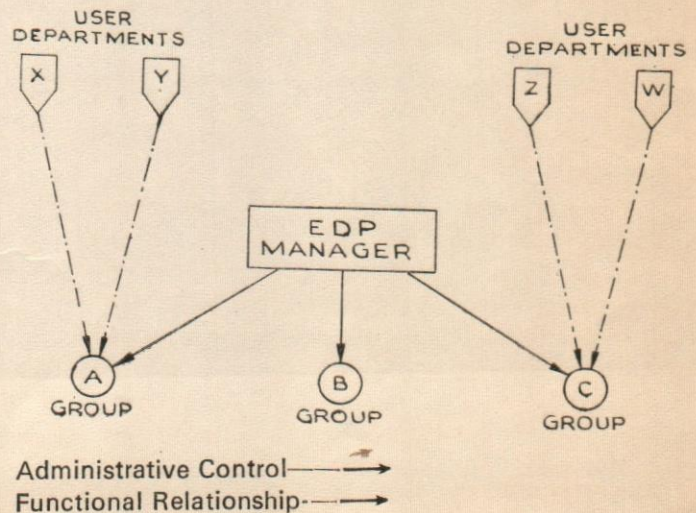 USER
DEPARTMENTS
X
Y
USER
DEPARTMENTS
Z
W
EDP
MANAGER
A
GROUP
B
GROUP
C
GROUP
Administrative Control
Functional Relationship